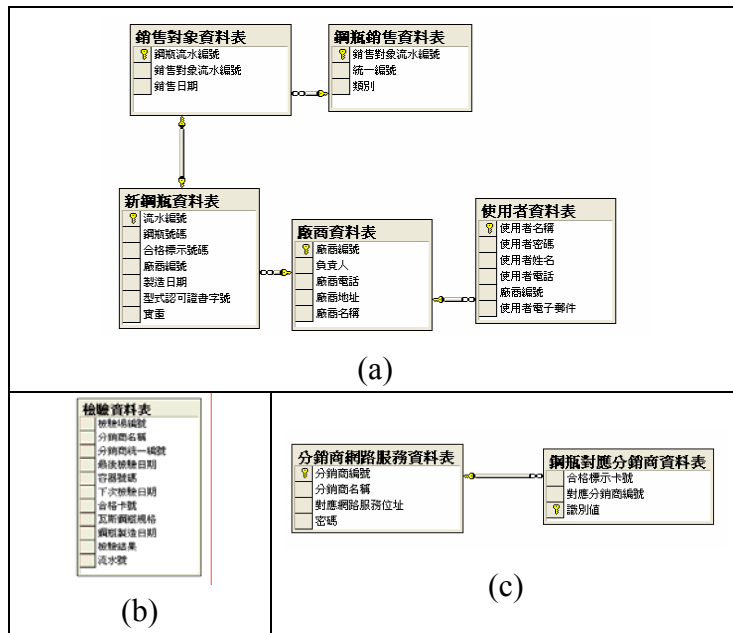 銷售對象資料表
鋼瓶流水編號
銷售對象流水編號
銷售日期
鋼瓶銷售資料表
銷售對象流水編號
統一編號
類別
新鋼瓶資料表
流水編號
鋼瓶號碼
合格標示號碼
廠商編號
製造日期
型式認可證書字號
實重
廠商資料表
廠商編號
負責人
廠商電話
廠商地址
廠商名稱
使用者資料表
使用者名稱
使用者密碼
使用者姓名
使用者電話
廠商編號
使用者電子郵件
(a)
檢驗資料表
檢驗場編號
分銷商名稱
分銷商統一編號
最後檢驗日期
容器號碼
下次檢驗日期
合格卡號
瓦斯鋼瓶規格
鋼瓶製造日期
檢驗結果
流水號
(b)
分銷商網路服務資料表
分銷商編號
分銷商名稱
對應網路服務位址
密碼
鋼瓶對應分銷商資料表
合格標示卡號
對應分銷商編號
識別值
(c)